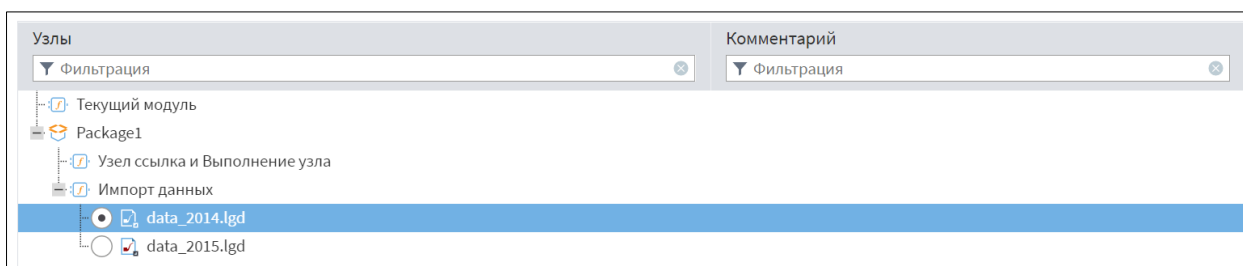 Узлы Комментарий
Фильтрация Фильтрация
Текущий модуль
Package1
Узел ссылка и Выполнение узла
Импорт данных
data_2014.lgd
data_2015.lgd